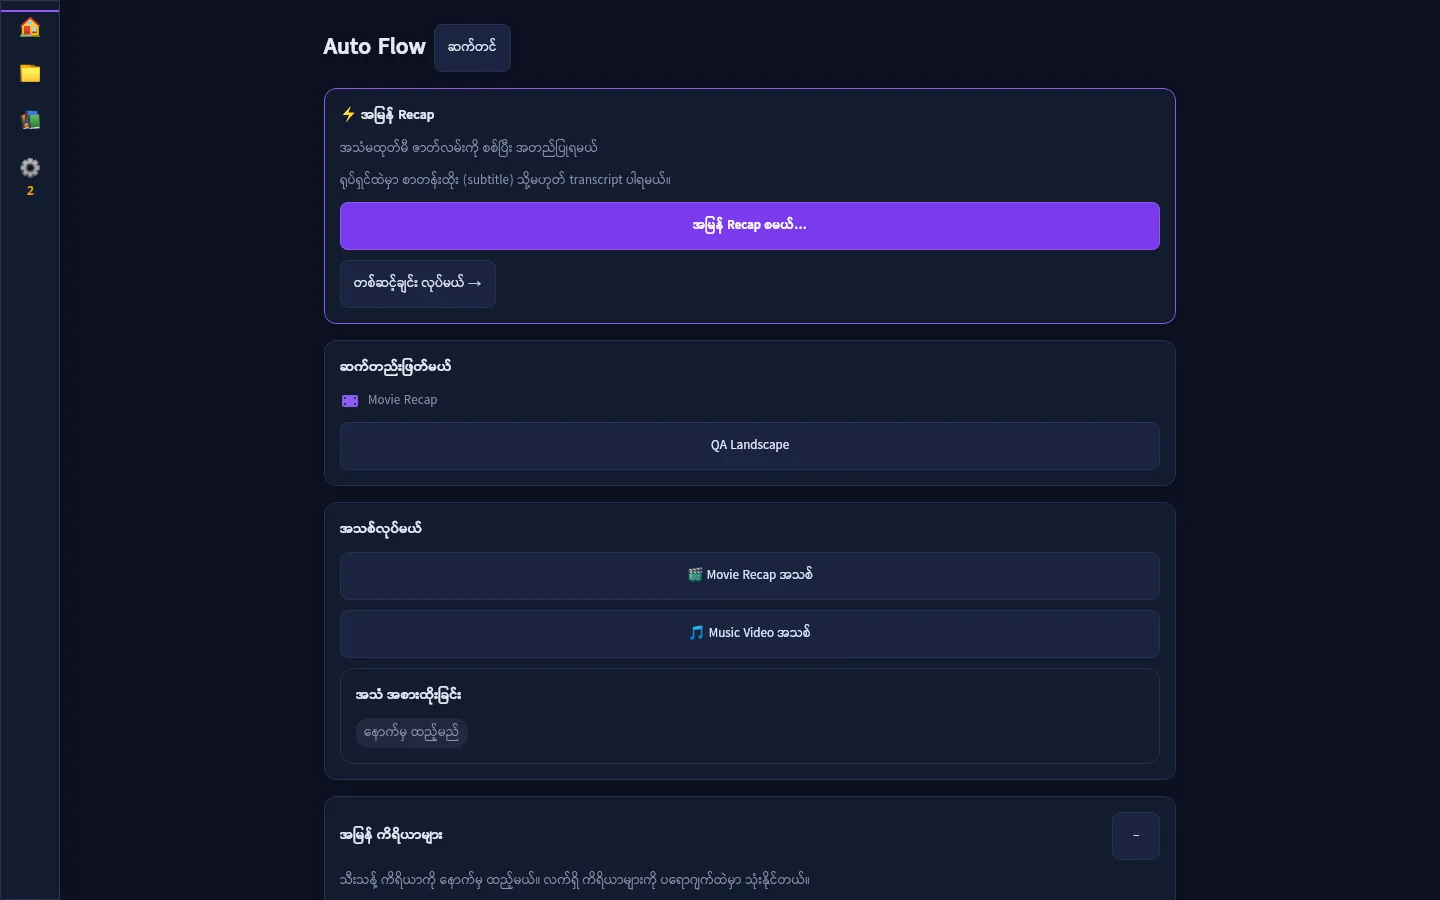 Auto Flow
ဆက်တင်
⚡ အမြန် Recap
အသံမထုတ်မီ ဇာတ်လမ်းကို စစ်ပြီး အတည်ပြုရမယ်
ရုပ်ရှင်ထဲမှာ စာတန်းထိုး (subtitle) သို့မဟုတ် transcript ပါရမယ်။
အမြန် Recap စမယ်…
တစ်ဆင့်ချင်း လုပ်မယ် →
ဆက်တည်းဖြတ်မယ်
Movie Recap
QA Landscape
အသစ်လုပ်မယ်
🎬 Movie Recap အသစ်
🎵 Music Video အသစ်
အသံ အစားထိုးခြင်း
နောက်မှ ထည့်မည်
အမြန် ကိရိယာများ
–
သီးသန့် ကိရိယာကို နောက်မှ ထည့်မယ်။ လက်ရှိ ကိရိယာများကို ပရောဂျက်ထဲမှာ သုံးနိုင်တယ်။
2